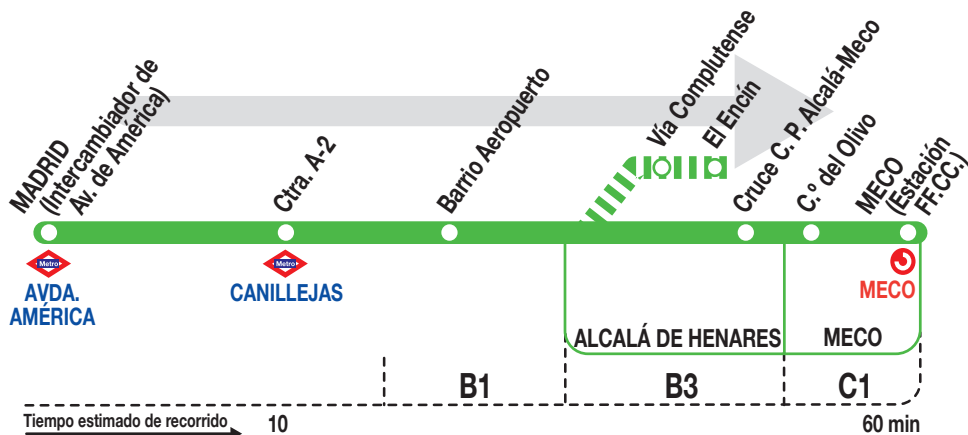 MADRID
(Intercambiador de
Av. de América)
Ctra. A-2
Barrio Aeropuerto
Vía Complutense
El Encín
Cruce C. P. Alcalá-Meco
C.º del Olivo
MECO
(Estación
FF.CC.)
Metro
AVDA.
AMÉRICA
Metro
CANILLEJAS
MECO
ALCALÁ DE HENARES
MECO
B1
B3
C1
Tiempo estimado de recorrido
10
60 min